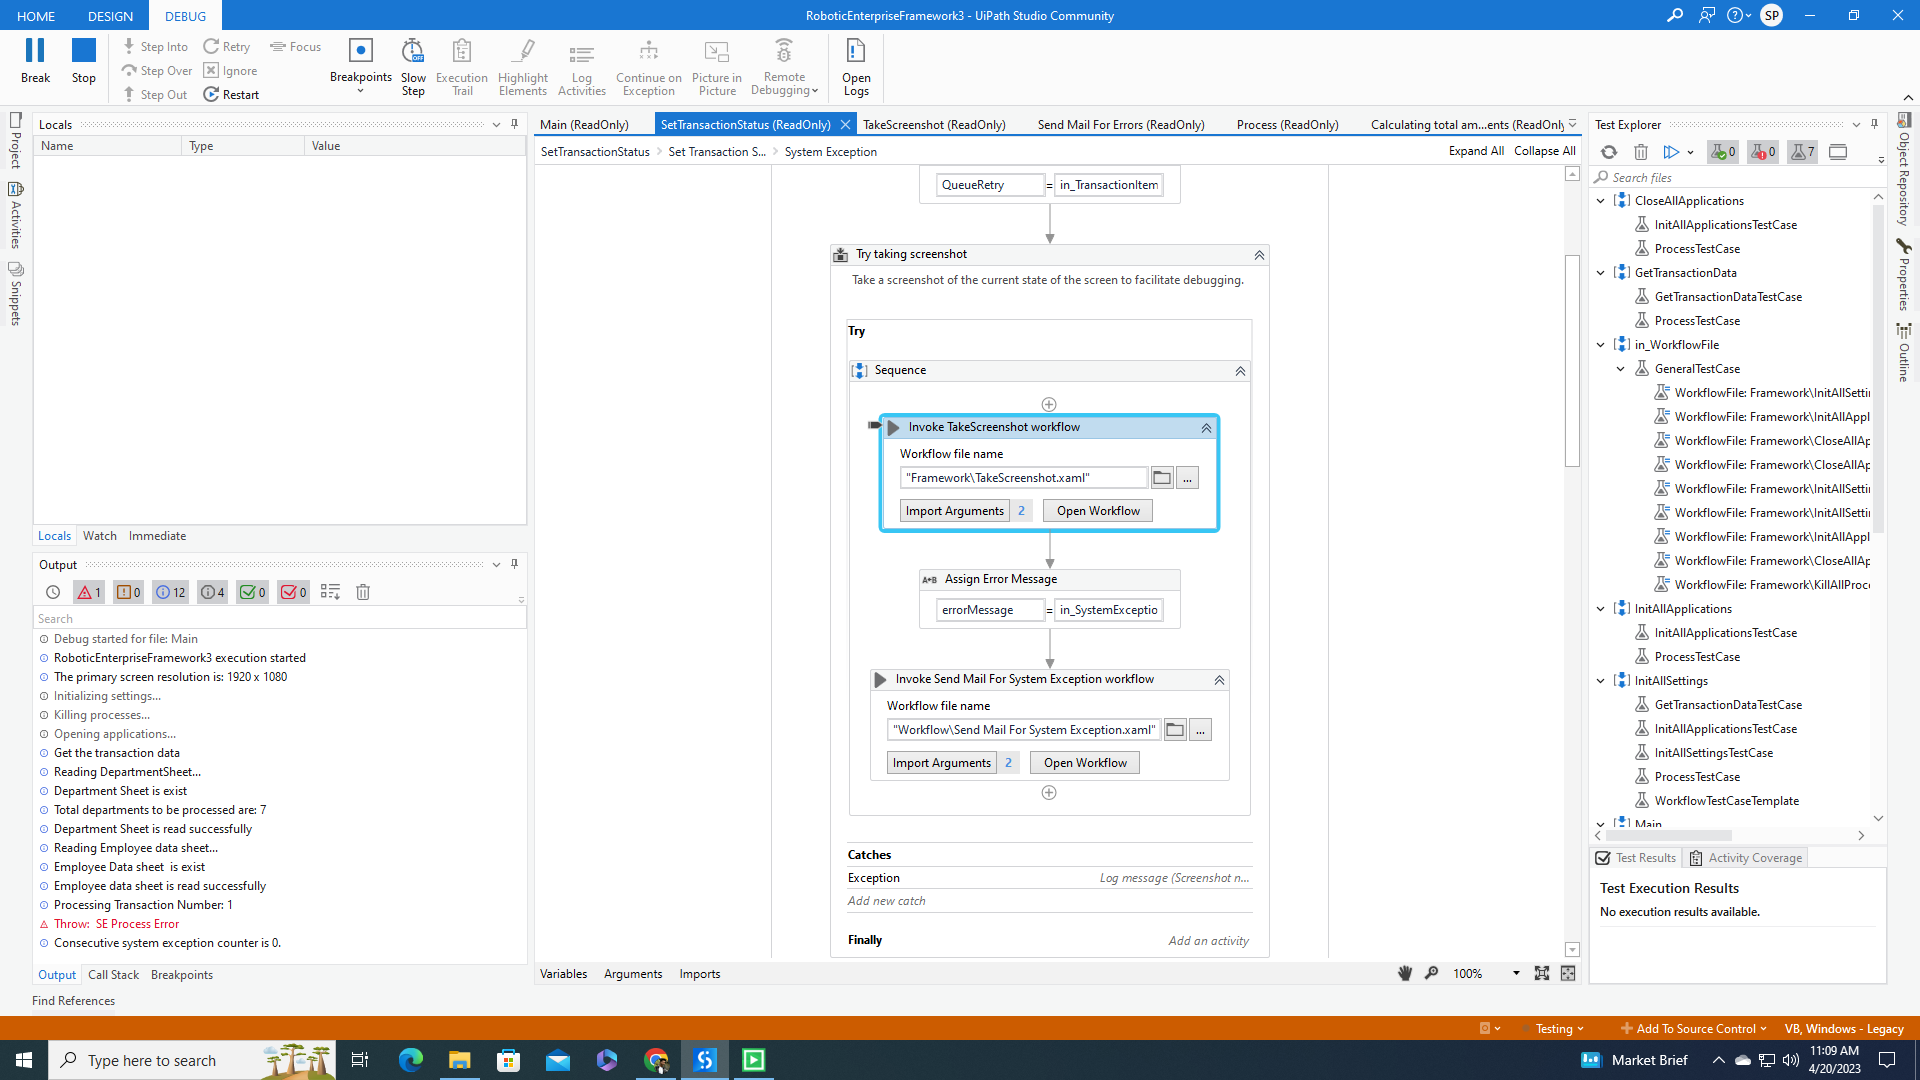 HOME DESIGN DEBUG
RoboticEnterpriseFramework3 - UiPath Studio Community
SP
Break
Stop
Step Into
Step Over
Step Out
Retry
Ignore
Restart
Focus
Breakpoints
Slow Step
Execution Trail
Highlight Elements
Log Activities
Continue on Exception
Picture in Picture
Remote Debugging
Open Logs
Project
Activities
Snippets
Locals
Name Type Value
Locals Watch Immediate
Output
1 0 12 4 0 0
Search
Debug started for file: Main
RoboticEnterpriseFramework3 execution started
The primary screen resolution is: 1920 x 1080
Initializing settings...
Killing processes...
Opening applications...
Get the transaction data
Reading DepartmentSheet...
Department Sheet is exist
Total departments to be processed are: 7
Department Sheet is read successfully
Reading Employee data sheet...
Employee Data sheet  is exist
Employee data sheet is read successfully
Processing Transaction Number: 1
Throw:  SE Process Error
Consecutive system exception counter is 0.
Output Call Stack Breakpoints
Find References
Main (ReadOnly) SetTransactionStatus (ReadOnly) TakeScreenshot (ReadOnly) Send Mail For Errors (ReadOnly) Process (ReadOnly) Calculating total am...ents (ReadOnly
SetTransactionStatus > Set Transaction S... > System Exception
Expand All Collapse All
QueueRetry = in_TransactionItem
Try taking screenshot
Take a screenshot of the current state of the screen to facilitate debugging.
Try
Sequence
Invoke TakeScreenshot workflow
Workflow file name
"Framework\TakeScreenshot.xaml" ...
Import Arguments 2 Open Workflow
A+B Assign Error Message
errorMessage = in_SystemExceptio
Invoke Send Mail For System Exception workflow
Workflow file name
"Workflow\Send Mail For System Exception.xaml" ...
Import Arguments 2 Open Workflow
Catches
Exception Log message (Screenshot n...
Add new catch
Finally Add an activity
Variables Arguments Imports
100%
Test Explorer
0 0 7
Search files
CloseAllApplications
InitAllApplicationsTestCase
ProcessTestCase
GetTransactionData
GetTransactionDataTestCase
ProcessTestCase
in_WorkflowFile
GeneralTestCase
WorkflowFile: Framework\InitAllSettin
WorkflowFile: Framework\InitAllAppl
WorkflowFile: Framework\CloseAllAp
WorkflowFile: Framework\CloseAllAp
WorkflowFile: Framework\InitAllSettin
WorkflowFile: Framework\InitAllSettin
WorkflowFile: Framework\InitAllAppl
WorkflowFile: Framework\CloseAllAp
WorkflowFile: Framework\KillAllProce
InitAllApplications
InitAllApplicationsTestCase
ProcessTestCase
InitAllSettings
GetTransactionDataTestCase
InitAllApplicationsTestCase
InitAllSettingsTestCase
ProcessTestCase
WorkflowTestCaseTemplate
Main
Test Results Activity Coverage
Test Execution Results
No execution results available.
Object Repository
Properties
Outline
Testing Add To Source Control VB, Windows - Legacy
Type here to search
Market Brief
11:09 AM
4/20/2023